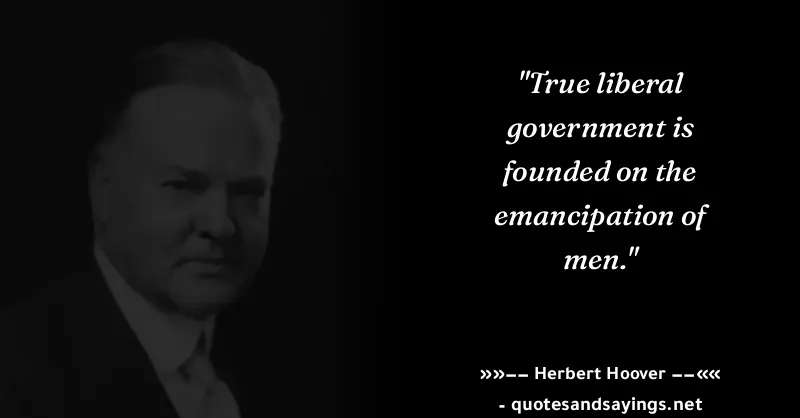 "True liberal
government is
founded on the
emancipation of
men."
»»–– Herbert Hoover ––««
- quotesandsayings.net